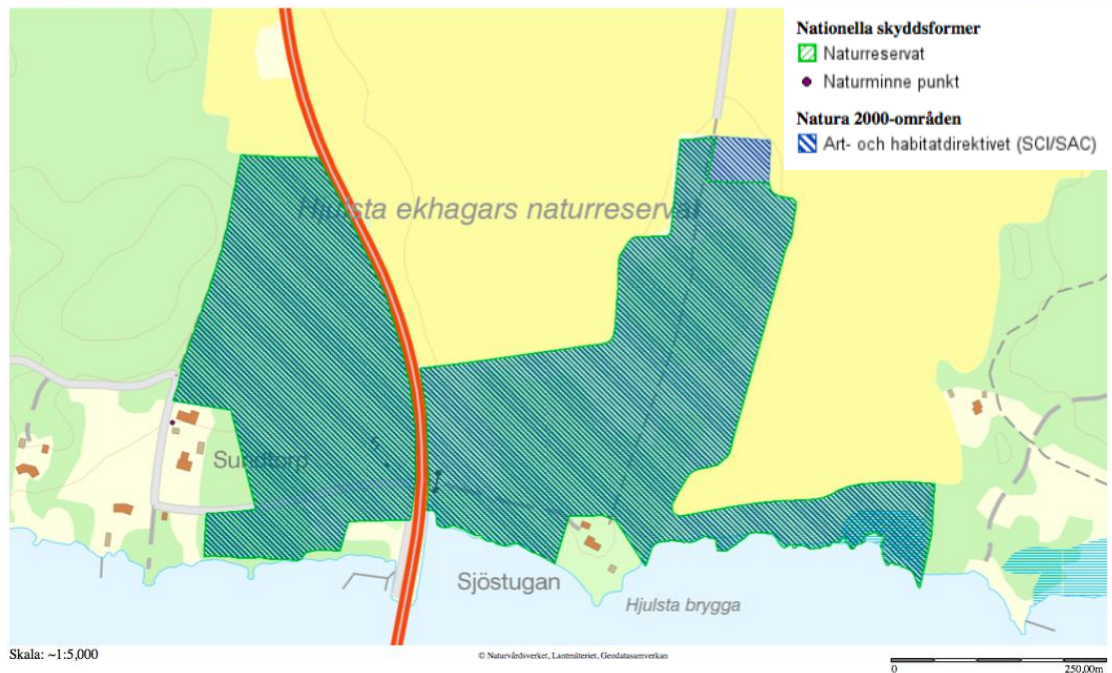 Nationella skyddsformer
Naturreservat
Naturminne punkt
Natura 2000-områden
Art- och habitatdirektivet (SCI/SAC)
Hjulsta ekhagars naturreservat
Sundtorp
Sjöstugan
Hjulsta brygga
Skala: ~1:5,000
© Naturvårdsverket, Lantmäteriet, Geodatasamverkan
0
250,00m